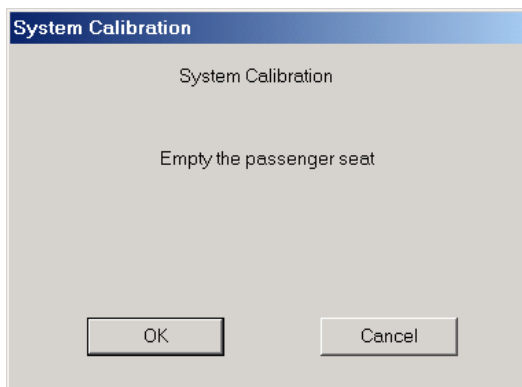 System Calibration
System Calibration
Empty the passenger seat
OK Cancel